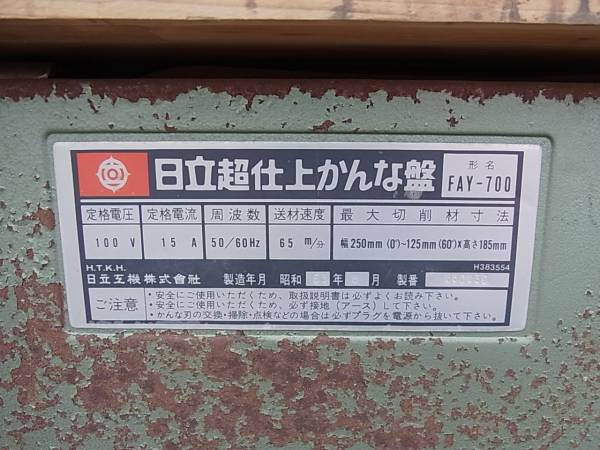 日立超仕上かんな盤
形名
FAY-700
定格電圧 定格電流 周波数 送材速度 最大切削材寸法
100 V 15 A 50/60Hz 65 m/分 幅250mm(0°)~125mm(60°)×高さ185mm
H383554
H.T.K.H.
日立工機株式会社 製造年月 昭和 年 月 製番
ご注意
・安全にご使用いただくため、取扱説明書は必ずよくお読み下さい。
・安全にご使用いただくため、必ず接地(アース)して下さい。
・かんな刃の交換・掃除・点検などの場合は必ずプラグを電源から抜いて下さい。